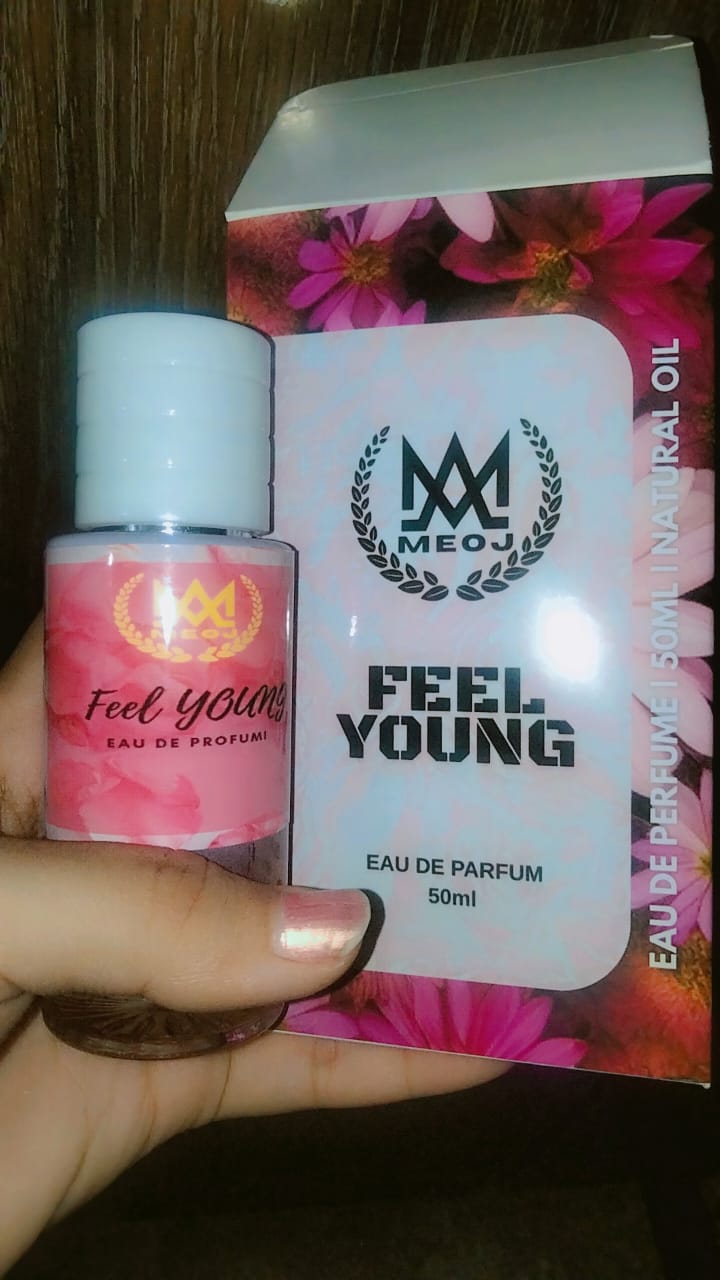 MEOJ
Feel YOUNG
EAU DE PROFUMI
MEOJ
FEEL
YOUNG
EAU DE PARFUM
50ml
EAU DE PERFUME I 50ML I NATURAL OIL